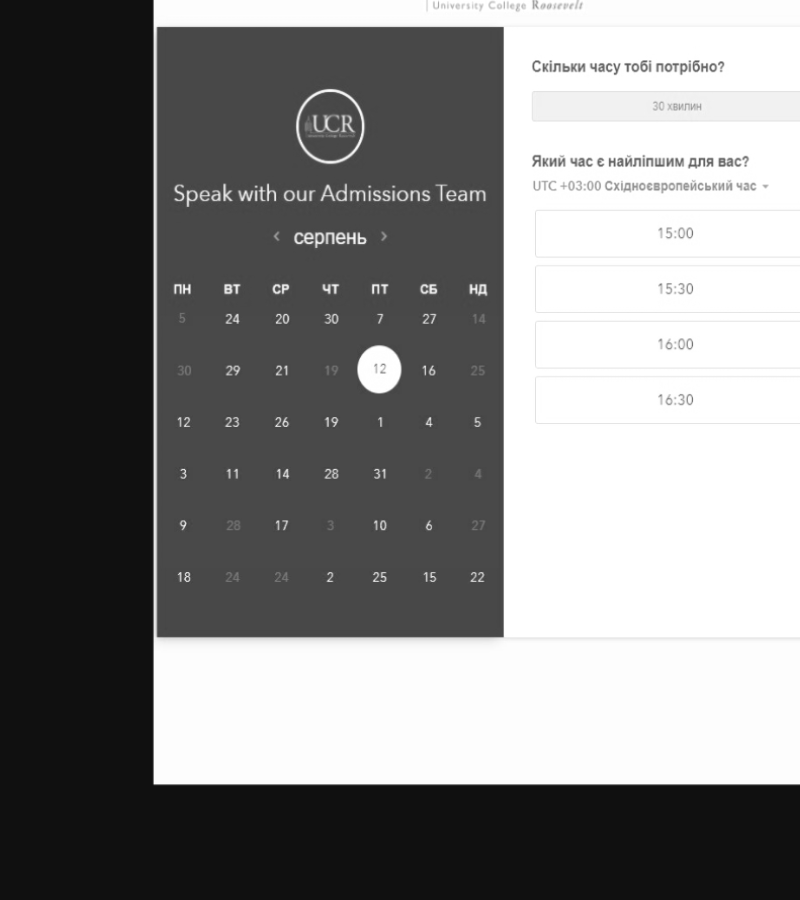 University College Roosevelt
UCR
Speak with our Admissions Team
серпень
ПН ВТ СР ЧТ ПТ СБ НД
5 24 20 30 7 27 14
30 29 21 19 12 16 25
12 23 26 19 1 4 5
3 11 14 28 31 2 4
9 28 17 3 10 6 27
18 24 24 2 25 15 22
Скільки часу тобі потрібно?
30 хвилин
Який час є найліпшим для вас?
UTC +03:00 Східноєвропейський час
15:00
15:30
16:00
16:30